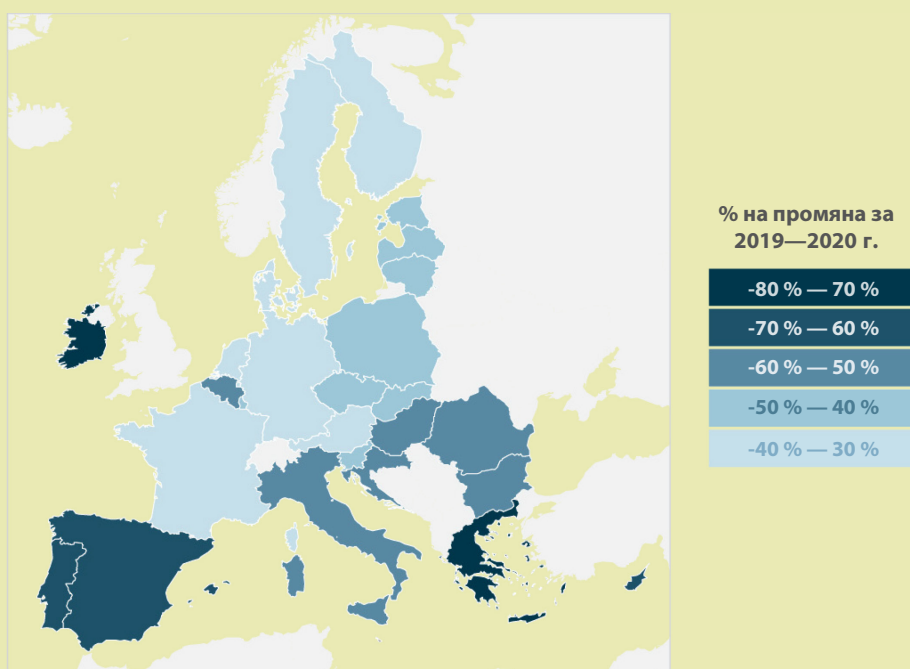 % на промяна за
2019—2020 г.
-80 % — 70 %
-70 % — 60 %
-60 % — 50 %
-50 % — 40 %
-40 % — 30 %